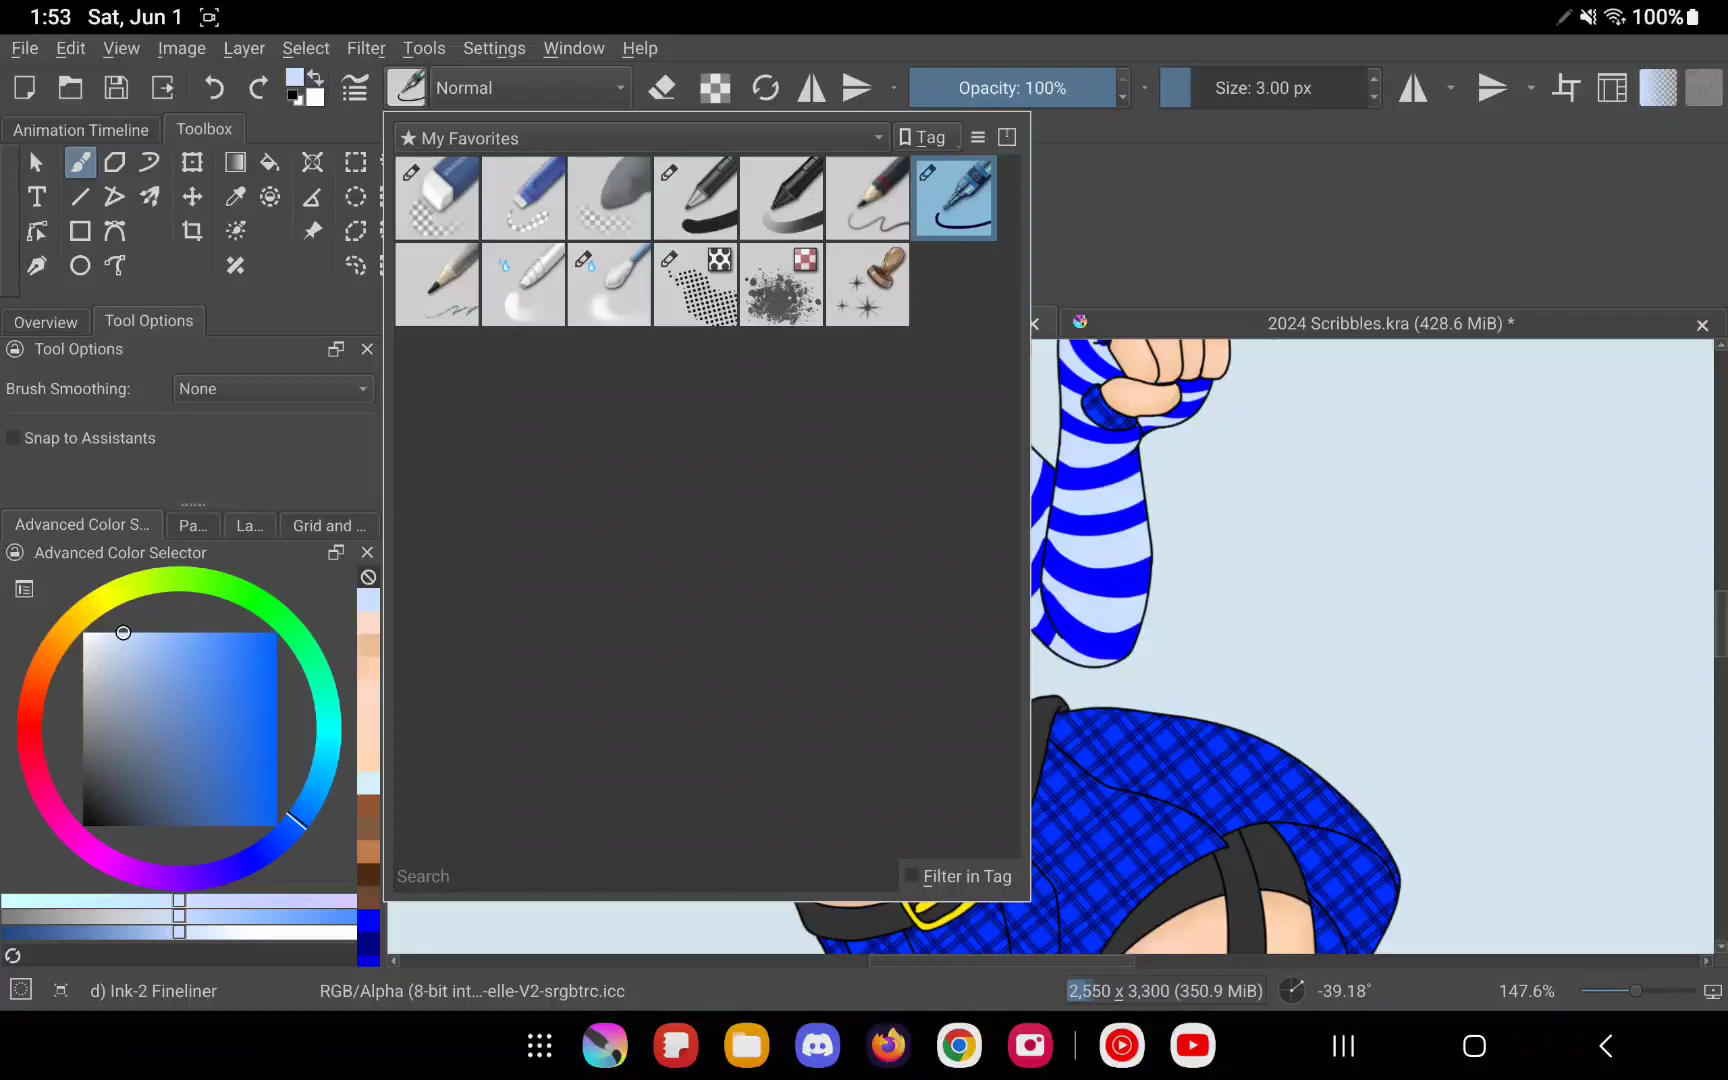 1:53 Sat, Jun 1
100%
File Edit View Image Layer Select Filter Tools Settings Window Help
Normal
Opacity: 100%
Size: 3.00 px
Animation Timeline
Toolbox
★ My Favorites
Tag
Overview
Tool Options
2024 Scribbles.kra (428.6 MiB) *
Tool Options
Brush Smoothing:
None
Snap to Assistants
Advanced Color S...
Pa...
La...
Grid and ...
Advanced Color Selector
Search
Filter in Tag
d) Ink-2 Fineliner
RGB/Alpha (8-bit int...-elle-V2-srgbtrc.icc
2,550 x 3,300 (350.9 MiB)
-39.18°
147.6%